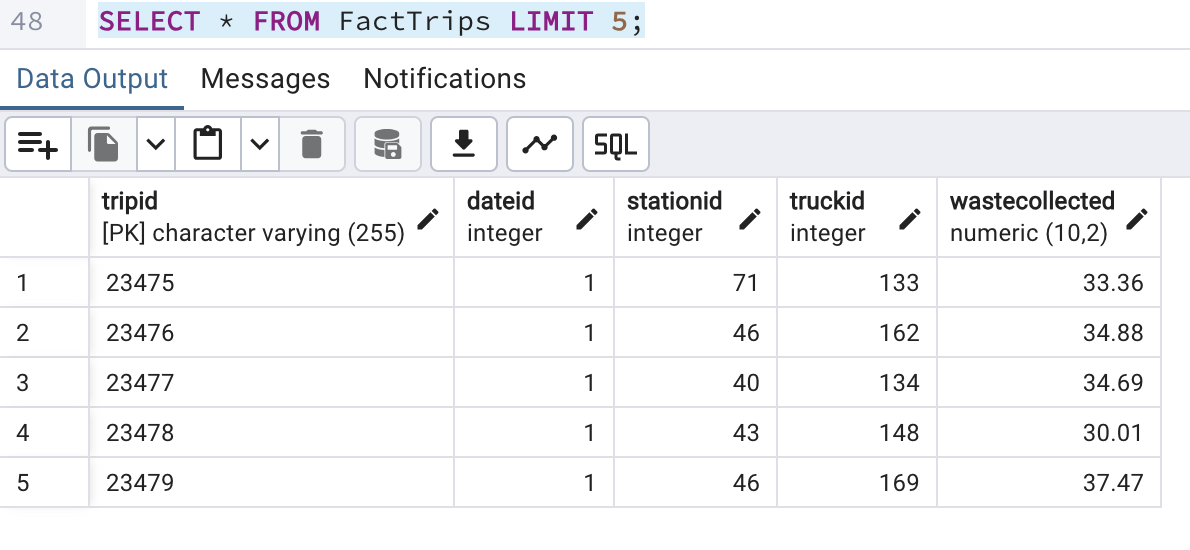 48 SELECT * FROM FactTrips LIMIT 5;
Data Output Messages Notifications
SQL
tripid dateid stationid truckid wastecollected
[PK] character varying (255) integer integer integer numeric (10,2)
1 23475 1 71 133 33.36
2 23476 1 46 162 34.88
3 23477 1 40 134 34.69
4 23478 1 43 148 30.01
5 23479 1 46 169 37.47